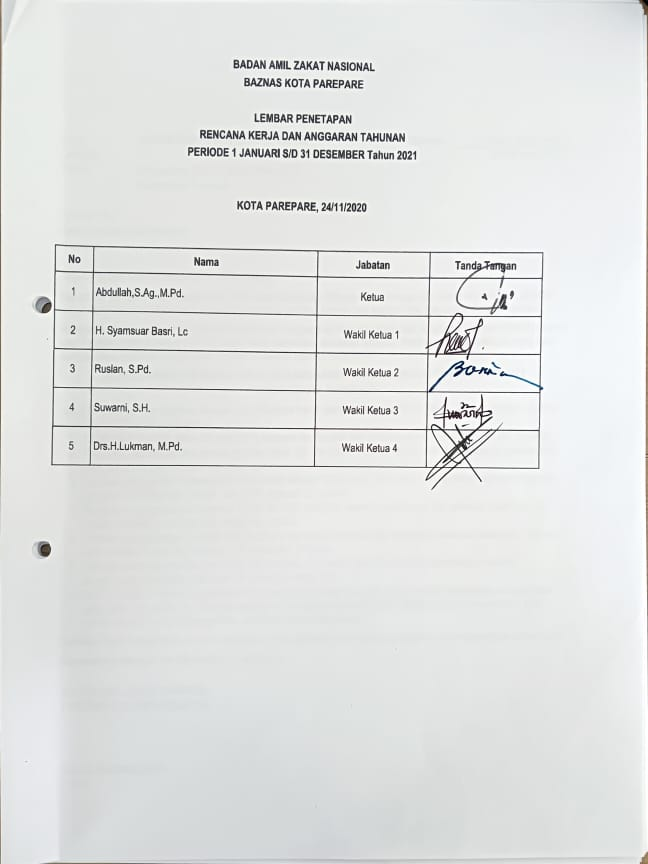 BADAN AMIL ZAKAT NASIONAL
BAZNAS KOTA PAREPARE
LEMBAR PENETAPAN
RENCANA KERJA DAN ANGGARAN TAHUNAN
PERIODE 1 JANUARI S/D 31 DESEMBER Tahun 2021
KOTA PAREPARE, 24/11/2020
No Nama Jabatan Tanda Tangan
1 Abdullah,S.Ag.,M.Pd. Ketua
2 H. Syamsuar Basri, Lc Wakil Ketua 1
3 Ruslan, S.Pd. Wakil Ketua 2
4 Suwarni, S.H. Wakil Ketua 3
5 Drs.H.Lukman, M.Pd. Wakil Ketua 4